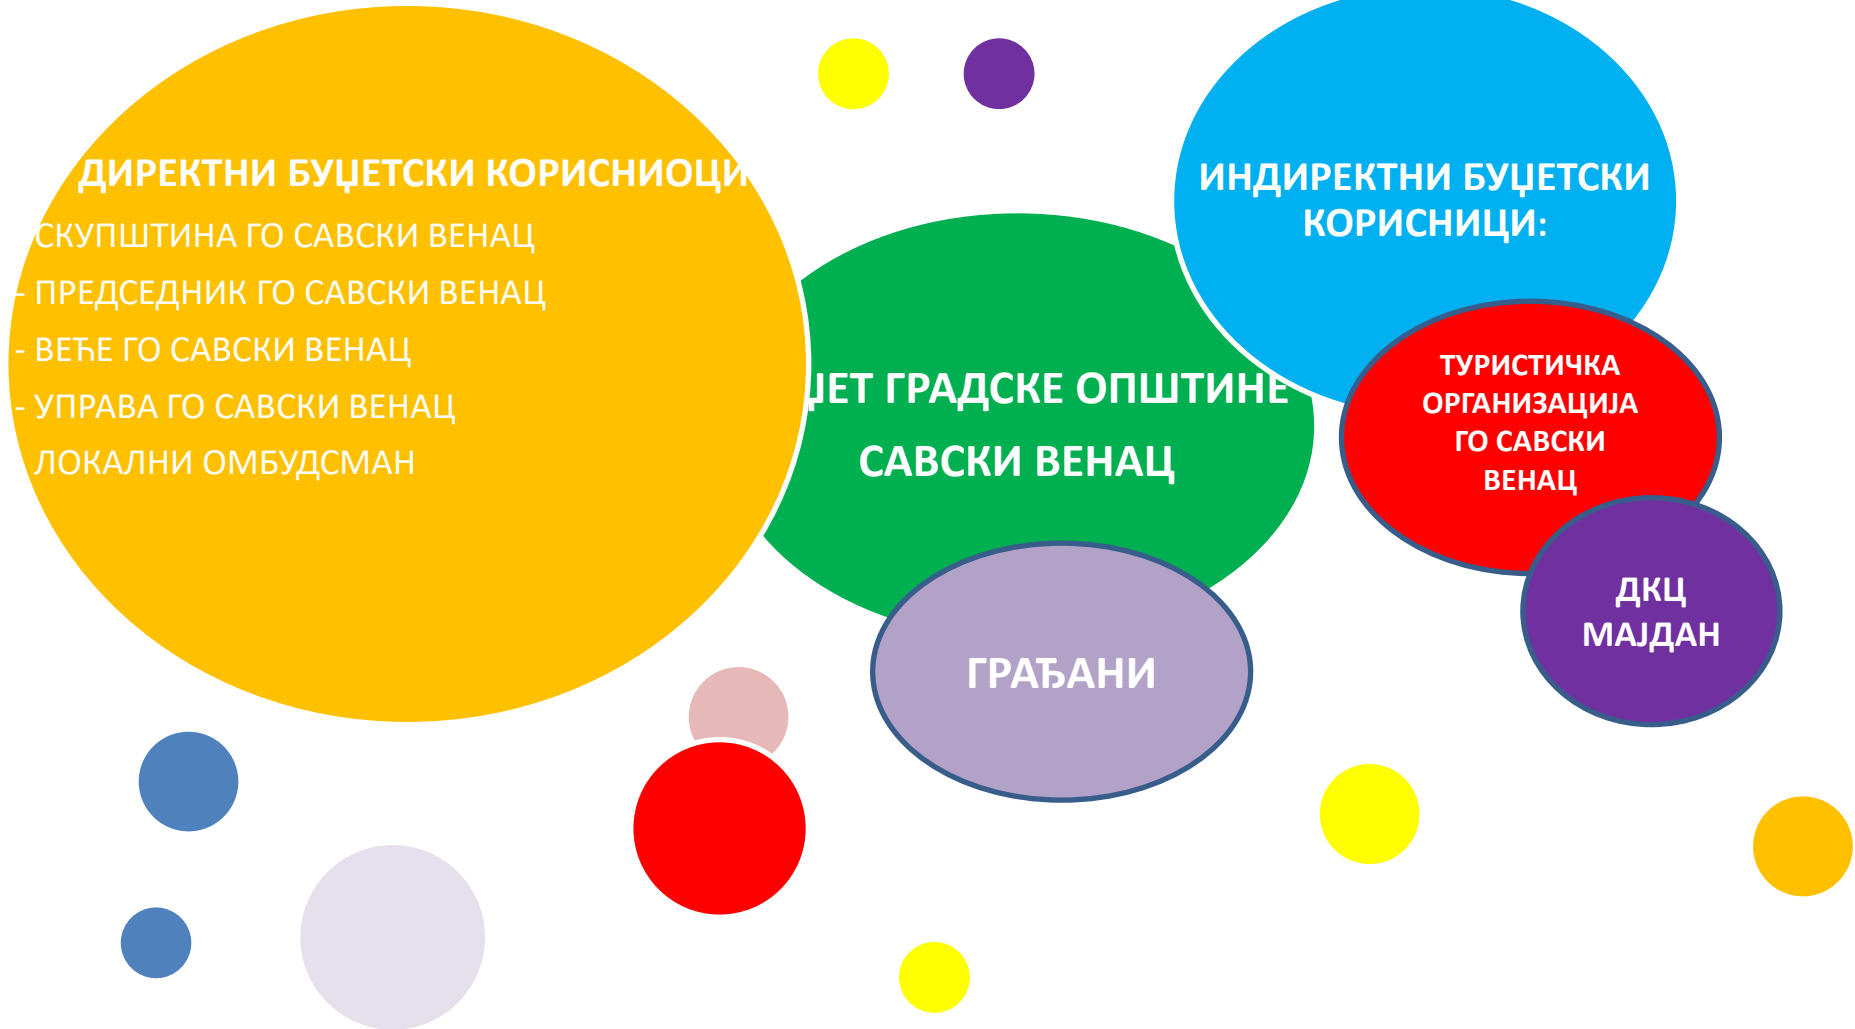 ДИРЕКТНИ БУЏЕТСКИ КОРИСНИОЦИ
СКУПШТИНА ГО САВСКИ ВЕНАЦ
- ПРЕДСЕДНИК ГО САВСКИ ВЕНАЦ
- ВЕЋЕ ГО САВСКИ ВЕНАЦ
- УПРАВА ГО САВСКИ ВЕНАЦ
ЛОКАЛНИ ОМБУДСМАН
ЏЕТ ГРАДСКЕ ОПШТИНЕ
САВСКИ ВЕНАЦ
ГРАЂАНИ
ИНДИРЕКТНИ БУЏЕТСКИ
КОРИСНИЦИ:
ТУРИСТИЧКА
ОРГАНИЗАЦИЈА
ГО САВСКИ
ВЕНАЦ
ДКЦ
МАЈДАН